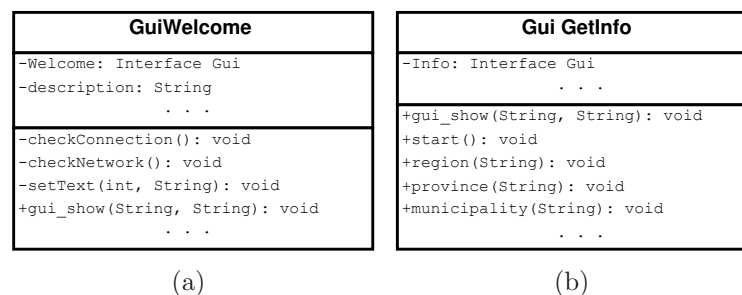 GuiWelcome
-Welcome: Interface Gui
-description: String
. . .
-checkConnection(): void
-checkNetwork(): void
-setText(int, String): void
+gui_show(String, String): void
. . .
(a)
Gui GetInfo
-Info: Interface Gui
. . .
+gui_show(String, String): void
+start(): void
+region(String): void
+province(String): void
+municipality(String): void
. . .
(b)